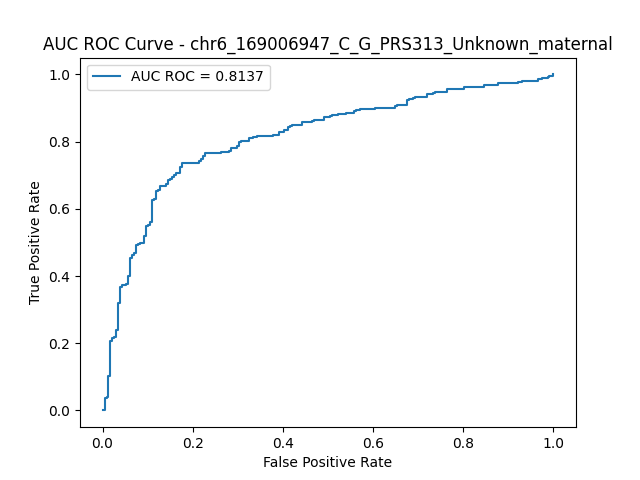 AUC ROC Curve - chr6_169006947_C_G_PRS313_Unknown_maternal
AUC ROC = 0.8137
1.0
0.8
0.6
0.4
0.2
0.0
True Positive Rate
0.0 0.2 0.4 0.6 0.8 1.0
False Positive Rate